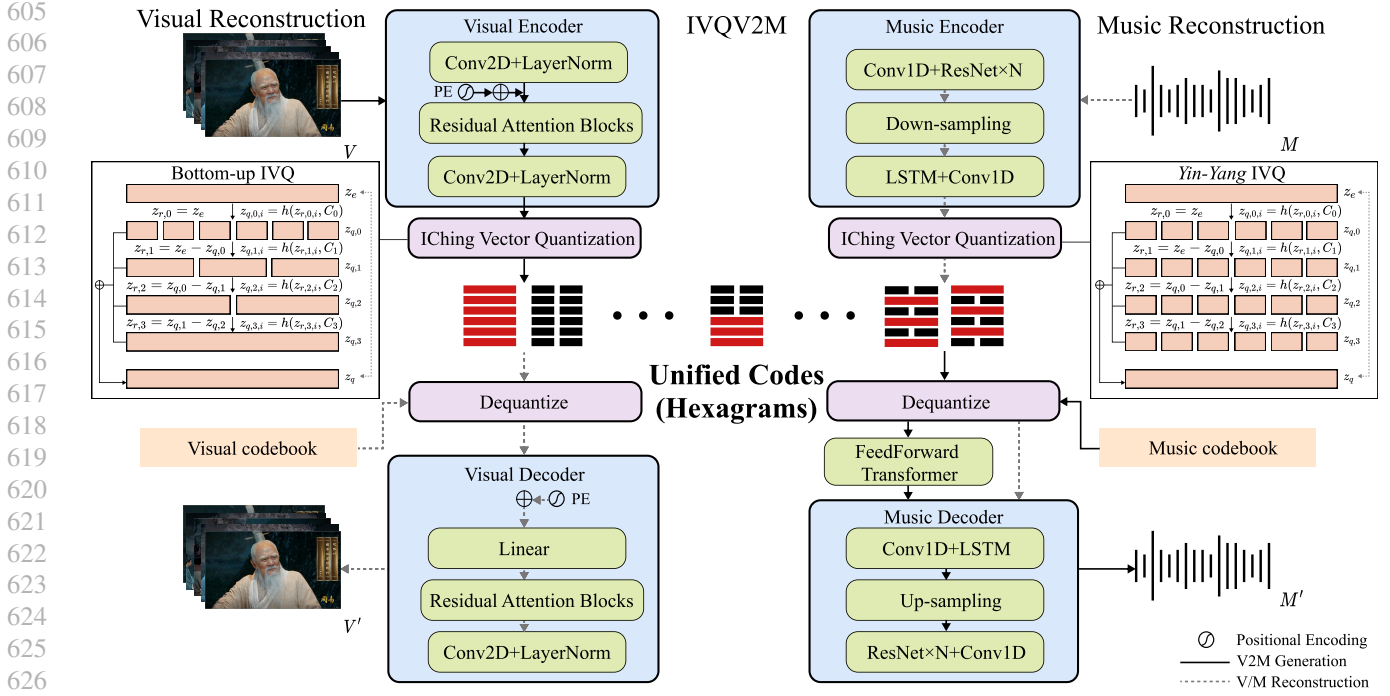 605
606
607
608
609
610
611
612
613
614
615
616
617
618
619
620
621
622
623
624
625
626
Visual Reconstruction
IVQV2M
Music Reconstruction
V
Visual Encoder
Conv2D+LayerNorm
PE
Residual Attention Blocks
Conv2D+LayerNorm
IChing Vector Quantization
Music Encoder
Conv1D+ResNet×N
Down-sampling
LSTM+Conv1D
IChing Vector Quantization
M
Bottom-up IVQ
z_e
z_{r,0} = z_e
z_{q,0,i} = h(z_{r,0,i}, C_0)
z_{q,0}
z_{r,1} = z_e − z_{q,0}
z_{q,1,i} = h(z_{r,1,i}, C_1)
z_{q,1}
z_{r,2} = z_{q,0} − z_{q,1}
z_{q,2,i} = h(z_{r,2,i}, C_2)
z_{q,2}
z_{r,3} = z_{q,1} − z_{q,2}
z_{q,3,i} = h(z_{r,3,i}, C_3)
z_{q,3}
z_q
Yin-Yang IVQ
z_e
z_{r,0} = z_e
z_{q,0,i} = h(z_{r,0,i}, C_0)
z_{q,0}
z_{r,1} = z_e − z_{q,0}
z_{q,1,i} = h(z_{r,1,i}, C_1)
z_{q,1}
z_{r,2} = z_{q,0} − z_{q,1}
z_{q,2,i} = h(z_{r,2,i}, C_2)
z_{q,2}
z_{r,3} = z_{q,1} − z_{q,2}
z_{q,3,i} = h(z_{r,3,i}, C_3)
z_{q,3}
z_q
Unified Codes
(Hexagrams)
Dequantize
Visual codebook
Visual Decoder
PE
Linear
Residual Attention Blocks
Conv2D+LayerNorm
V′
Dequantize
Music codebook
FeedForward
Transformer
Music Decoder
Conv1D+LSTM
Up-sampling
ResNet×N+Conv1D
M′
Positional Encoding
V2M Generation
V/M Reconstruction